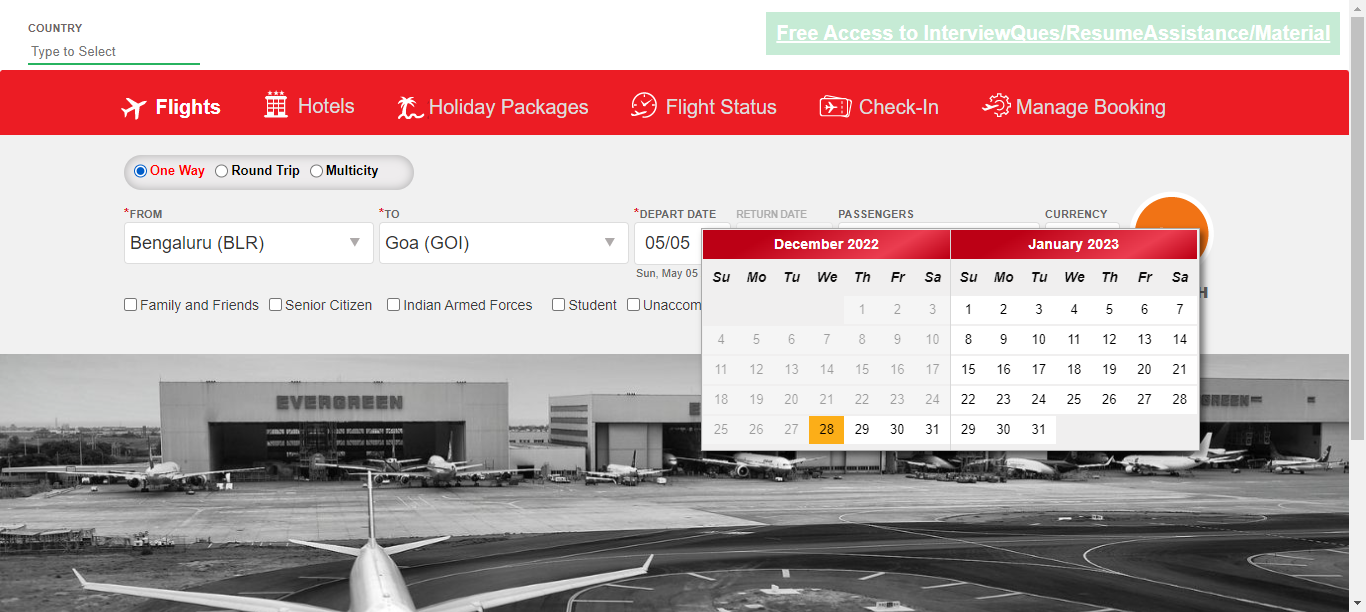 COUNTRY
Type to Select
Free Access to InterviewQues/ResumeAssistance/Material
Flights Hotels Holiday Packages Flight Status Check-In Manage Booking
One Way Round Trip Multicity
*FROM *TO *DEPART DATE RETURN DATE PASSENGERS CURRENCY
Bengaluru (BLR) Goa (GOI) 05/05
Sun, May 05
Family and Friends Senior Citizen Indian Armed Forces Student Unaccom
H
December 2022
Su Mo Tu We Th Fr Sa
1 2 3
4 5 6 7 8 9 10
11 12 13 14 15 16 17
18 19 20 21 22 23 24
25 26 27 28 29 30 31
January 2023
Su Mo Tu We Th Fr Sa
1 2 3 4 5 6 7
8 9 10 11 12 13 14
15 16 17 18 19 20 21
22 23 24 25 26 27 28
29 30 31
EVERGREEN